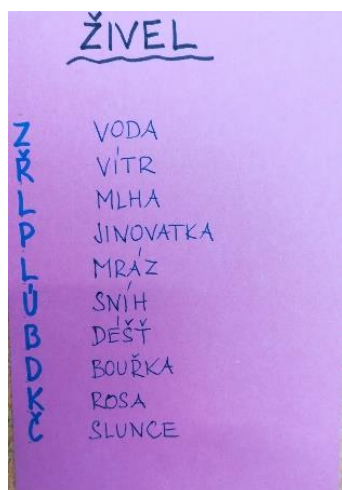 ŽIVEL
Z VODA
Ř VÍTR
L MLHA
P JINOVATKA
L MRÁZ
Ú SNÍH
B DÉŠŤ
D BOUŘKA
K ROSA
Č SLUNCE